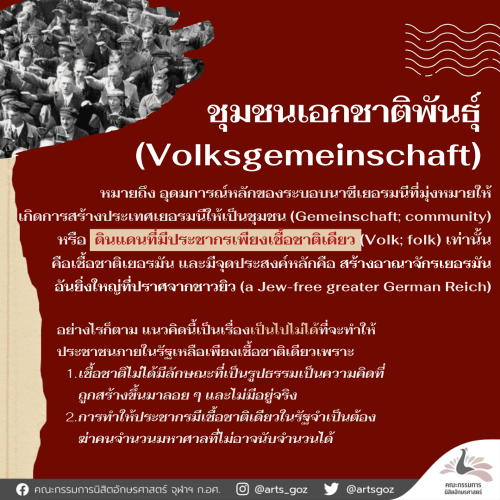 ชุมชนเอกชาติพันธุ์
(Volksgemeinschaft)
หมายถึง อุดมการณ์หลักของระบอบนาซีเยอรมนีที่มุ่งหมายให้
เกิดการสร้างประเทศเยอรมนีให้เป็นชุมชน (Gemeinschaft; community)
หรือ ดินแดนที่มีประชากรเพียงเชื้อชาติเดียว (Volk; folk) เท่านั้น
คือเชื้อชาติเยอรมัน และมีจุดประสงค์หลักคือ สร้างอาณาจักรเยอรมัน
อันยิ่งใหญ่ที่ปราศจากชาวยิว (a Jew-free greater German Reich)
อย่างไรก็ตาม แนวคิดนี้เป็นเรื่องเป็นไปไม่ได้ที่จะทำให้
ประชาชนภายในรัฐเหลือเพียงเชื้อชาติเดียวเพราะ
1.เชื้อชาติไม่ได้มีลักษณะที่เป็นรูปธรรมเป็นความคิดที่
ถูกสร้างขึ้นมาลอย ๆ และไม่มีอยู่จริง
2.การทำให้ประชากรมีเชื้อชาติเดียวในรัฐจำเป็นต้อง
ฆ่าคนจำนวนมหาศาลที่ไม่อาจนับจำนวนได้
คณะกรรมการนิสิตอักษรศาสตร์ จุฬาฯ ก.อศ. @arts_goz @artsgoz
คณะกรรมการ
นิสิตอักษรศาสตร์